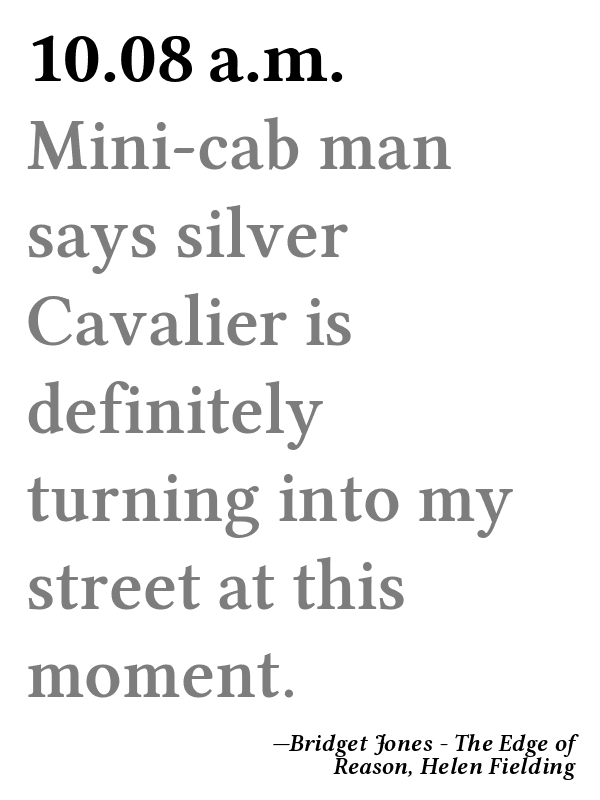 10.08 a.m.
Mini-cab man
says silver
Cavalier is
definitely
turning into my
street at this
moment.
—Bridget Jones - The Edge of
Reason, Helen Fielding